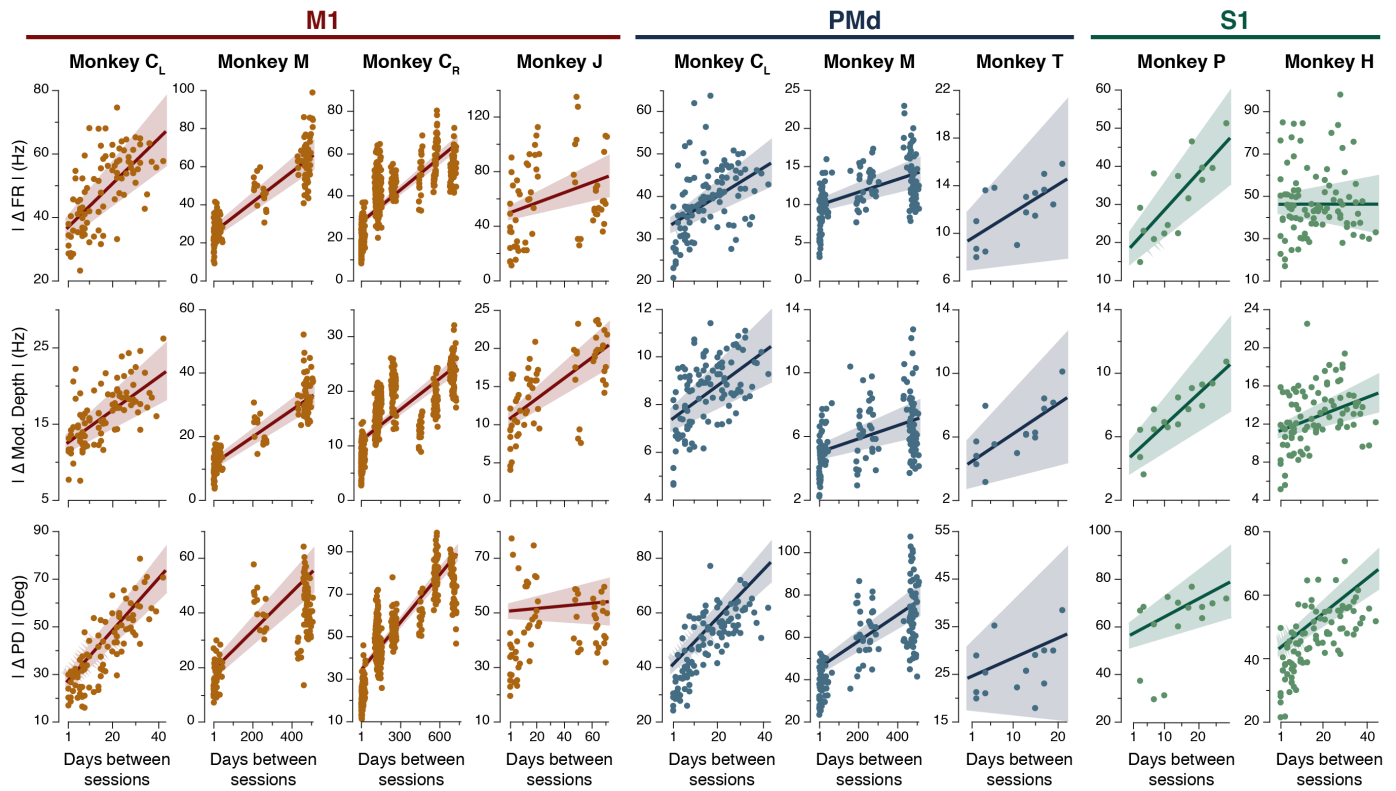 M1 PMd S1
Monkey C_L Monkey M Monkey C_R Monkey J Monkey C_L Monkey M Monkey T Monkey P Monkey H
| Δ FR | (Hz)
80 60 40 20
100 80 60 40 20 0
80 60 40 20 0
120 80 40 0
60 50 40 30 20
25 20 15 10 5 0
22 18 14 10 6
60 50 40 30 20 10
90 70 50 30 10
| Δ Mod. Depth | (Hz)
25 15 5
60 40 20 0
30 20 10 0
25 20 15 10 5 0
12 10 8 6 4
14 10 6 2
14 10 6 2
14 10 6 2
24 20 16 12 8 4
| Δ PD | (Deg)
90 70 50 30 10
60 40 20 0
90 70 50 30 10
70 50 30 10
80 60 40 20
100 80 60 40 20
55 45 35 25 15
100 80 60 40 20
80 60 40 20
1 20 40
1 200 400
1 300 600
1 20 40 60
1 20 40
1 200 400
1 10 20
1 10 20
1 20 40
Days between Days between Days between Days between Days between Days between Days between Days between Days between
sessions sessions sessions sessions sessions sessions sessions sessions sessions